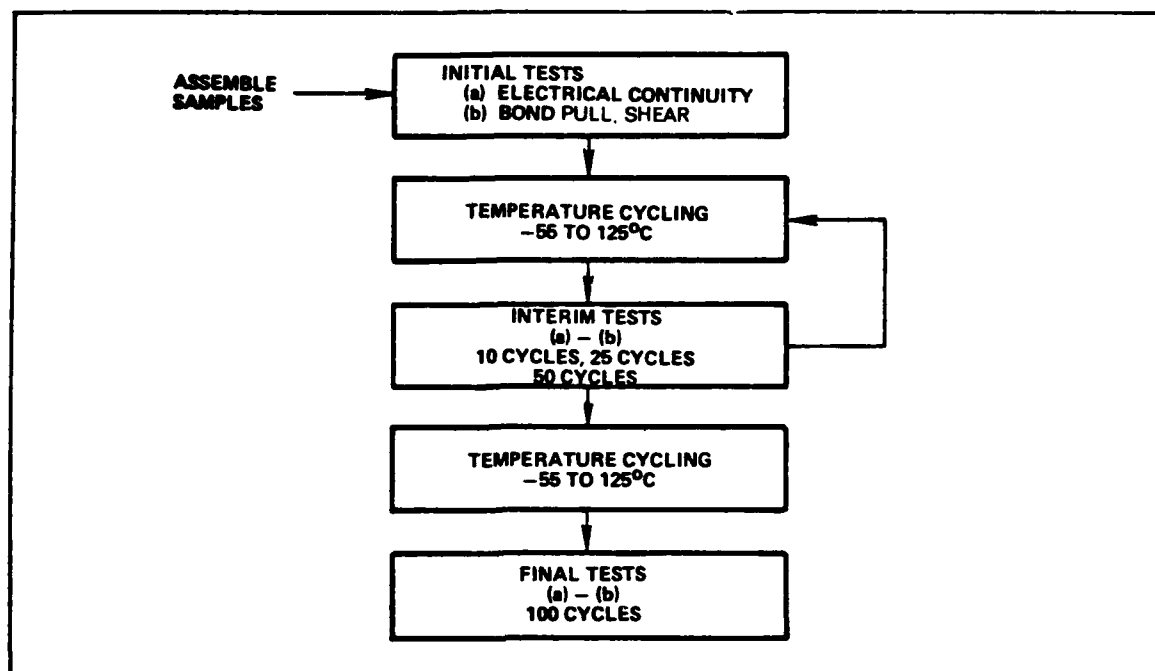 ASSEMBLE
SAMPLES
INITIAL TESTS
(a) ELECTRICAL CONTINUITY
(b) BOND PULL, SHEAR
TEMPERATURE CYCLING
−55 TO 125°C
INTERIM TESTS
(a) − (b)
10 CYCLES, 25 CYCLES
50 CYCLES
TEMPERATURE CYCLING
−55 TO 125°C
FINAL TESTS
(a) − (b)
100 CYCLES